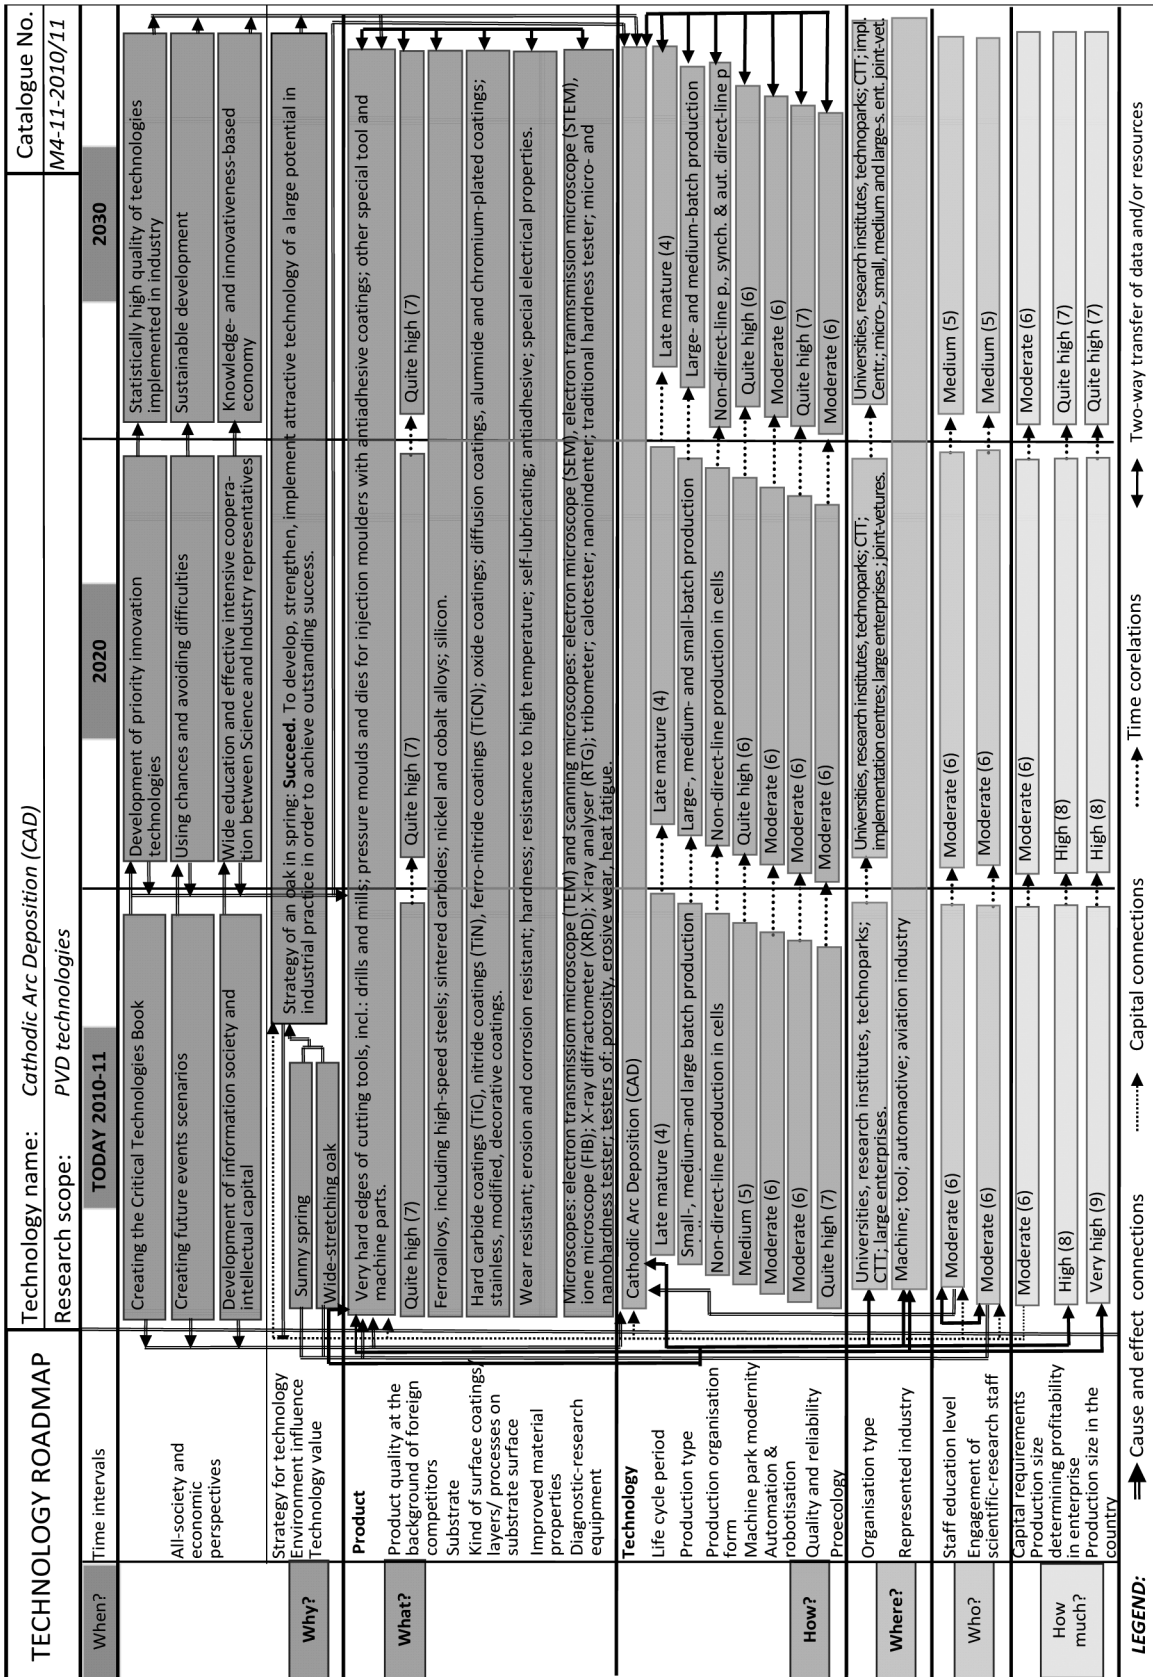 TECHNOLOGY ROADMAP
Technology name: Cathodic Arc Deposition (CAD)
Research scope: PVD technologies
Catalogue No.
M4-11-2010/11
When?
Time intervals
TODAY 2010-11
2020
2030
All-society and
economic
perspectives
Creating the Critical Technologies Book
Development of priority innovation
technologies
Statistically high quality of technologies
implemented in industry
Creating future events scenarios
Using chances and avoiding difficulties
Sustainable development
Development of information society and
intellectual capital
Wide education and effective intensive coopera-
tion between Science and Industry representatives
Knowledge- and innovativeness-based
economy
Why?
Strategy for technology
Environment influence
Technology value
Strategy of an oak in spring: Succeed. To develop, strengthen, implement attractive technology of a large potential in
industrial practice in order to achieve outstanding success.
Sunny spring
Wide-stretching oak
What?
Product
Very hard edges of cutting tools, incl.: drills and mills; pressure moulds and dies for injection moulders with antiadhesive coatings; other special tool and
machine parts.
Product quality at the
background of foreign
competitors
Quite high (7)
Quite high (7)
Quite high (7)
Substrate
Ferroalloys, including high-speed steels; sintered carbides; nickel and cobalt alloys; silicon.
Kind of surface coatings/
layers/ processes on
substrate surface
Hard carbide coatings (TiC), nitride coatings (TiN), ferro-nitride coatings (TiCN); oxide coatings; diffusion coatings, alumnide and chromium-plated coatings;
stainless, modified, decorative coatings.
Improved material
properties
Wear resistant; erosion and corrosion resistant; hardness; resistance to high temperature; self-lubricating; antiadhesive; special electrical properties.
Diagnostic-research
equipment
Microscopes: electron transmission microscope (TEM) and scanning microscopes: electron microscope (SEM), electron tranmsmission microscope (STEM),
ione microscope (FIB); X-ray diffractometer (XRD); X-ray analyser (RTG); tribometer; calotester; nanoindenter; traditional hardness tester; micro- and
nanohardness tester; testers of: porosity, erosive wear, heat fatigue.
How?
Technology
Cathodic Arc Deposition (CAD)
Life cycle period
Late mature (4)
Late mature (4)
Late mature (4)
Production type
Small-, medium-and large batch production
Large-, medium- and small-batch production
Large- and medium-batch production
Production organisation
form
Non-direct-line production in cells
Non-direct-line production in cells
Non-direct-line p., synch. & aut. direct-line p
Machine park modernity
Medium (5)
Quite high (6)
Quite high (6)
Automation &
robotisation
Moderate (6)
Moderate (6)
Moderate (6)
Quality and reliability
Moderate (6)
Moderate (6)
Quite high (7)
Proecology
Quite high (7)
Moderate (6)
Moderate (6)
Where?
Organisation type
Universities, research institutes, technoparks;
CTT; large enterprises.
Universities, research institutes, technoparks; CTT;
implementation centres; large enterprises; joint-vetures.
Universities, research institutes, technoparks; CTT; impl.
Centr.; micro-, small, medium and large-s. ent. joint-vet.
Represented industry
Machine; tool; automaotive; aviation industry
Who?
Staff education level
Moderate (6)
Moderate (6)
Medium (5)
Engagement of
scientific-research staff
Moderate (6)
Moderate (6)
Medium (5)
How
much?
Capital requirements
Moderate (6)
Moderate (6)
Moderate (6)
Production size
determining profitability
in enterprise
High (8)
High (8)
Quite high (7)
Production size in the
country
Very high (9)
High (8)
Quite high (7)
LEGEND:
Cause and effect connections
Capital connections
Time corelations
Two-way transfer of data and/or resources